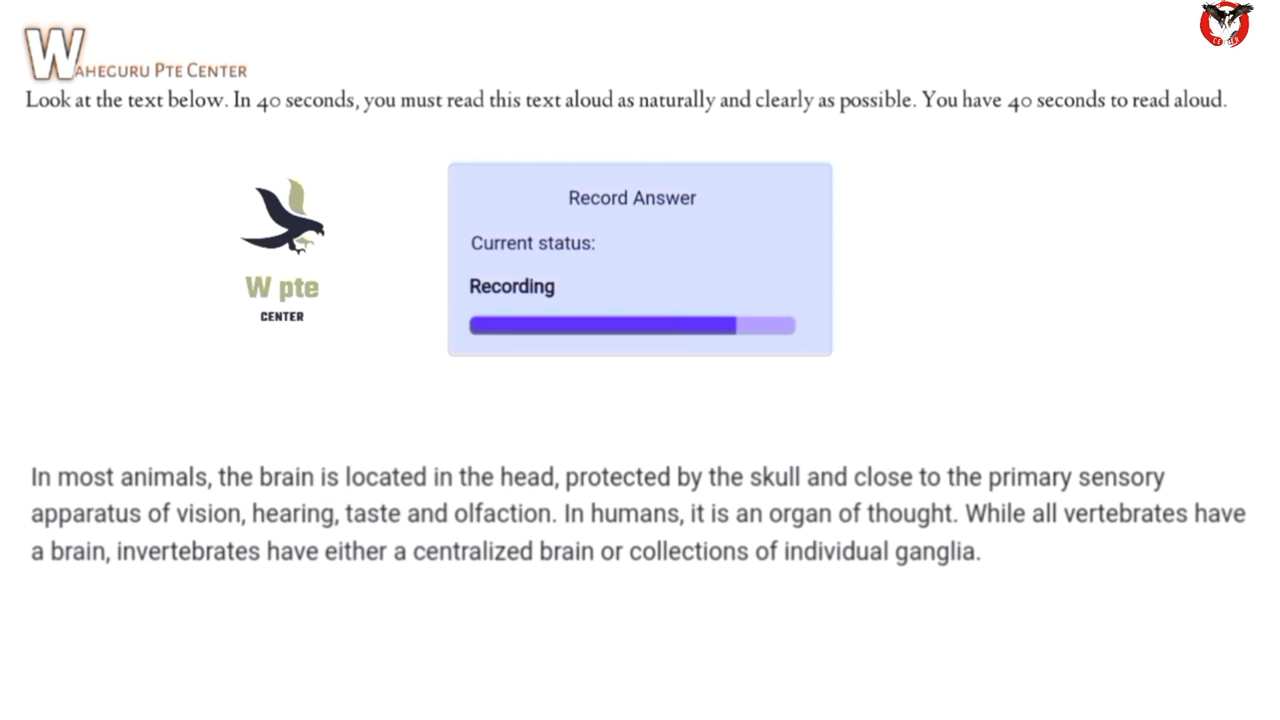 WAHEGURU PTE CENTER
Look at the text below. In 40 seconds, you must read this text aloud as naturally and clearly as possible. You have 40 seconds to read aloud.
Record Answer
Current status:
Recording
W pte
CENTER
In most animals, the brain is located in the head, protected by the skull and close to the primary sensory
apparatus of vision, hearing, taste and olfaction. In humans, it is an organ of thought. While all vertebrates have
a brain, invertebrates have either a centralized brain or collections of individual ganglia.